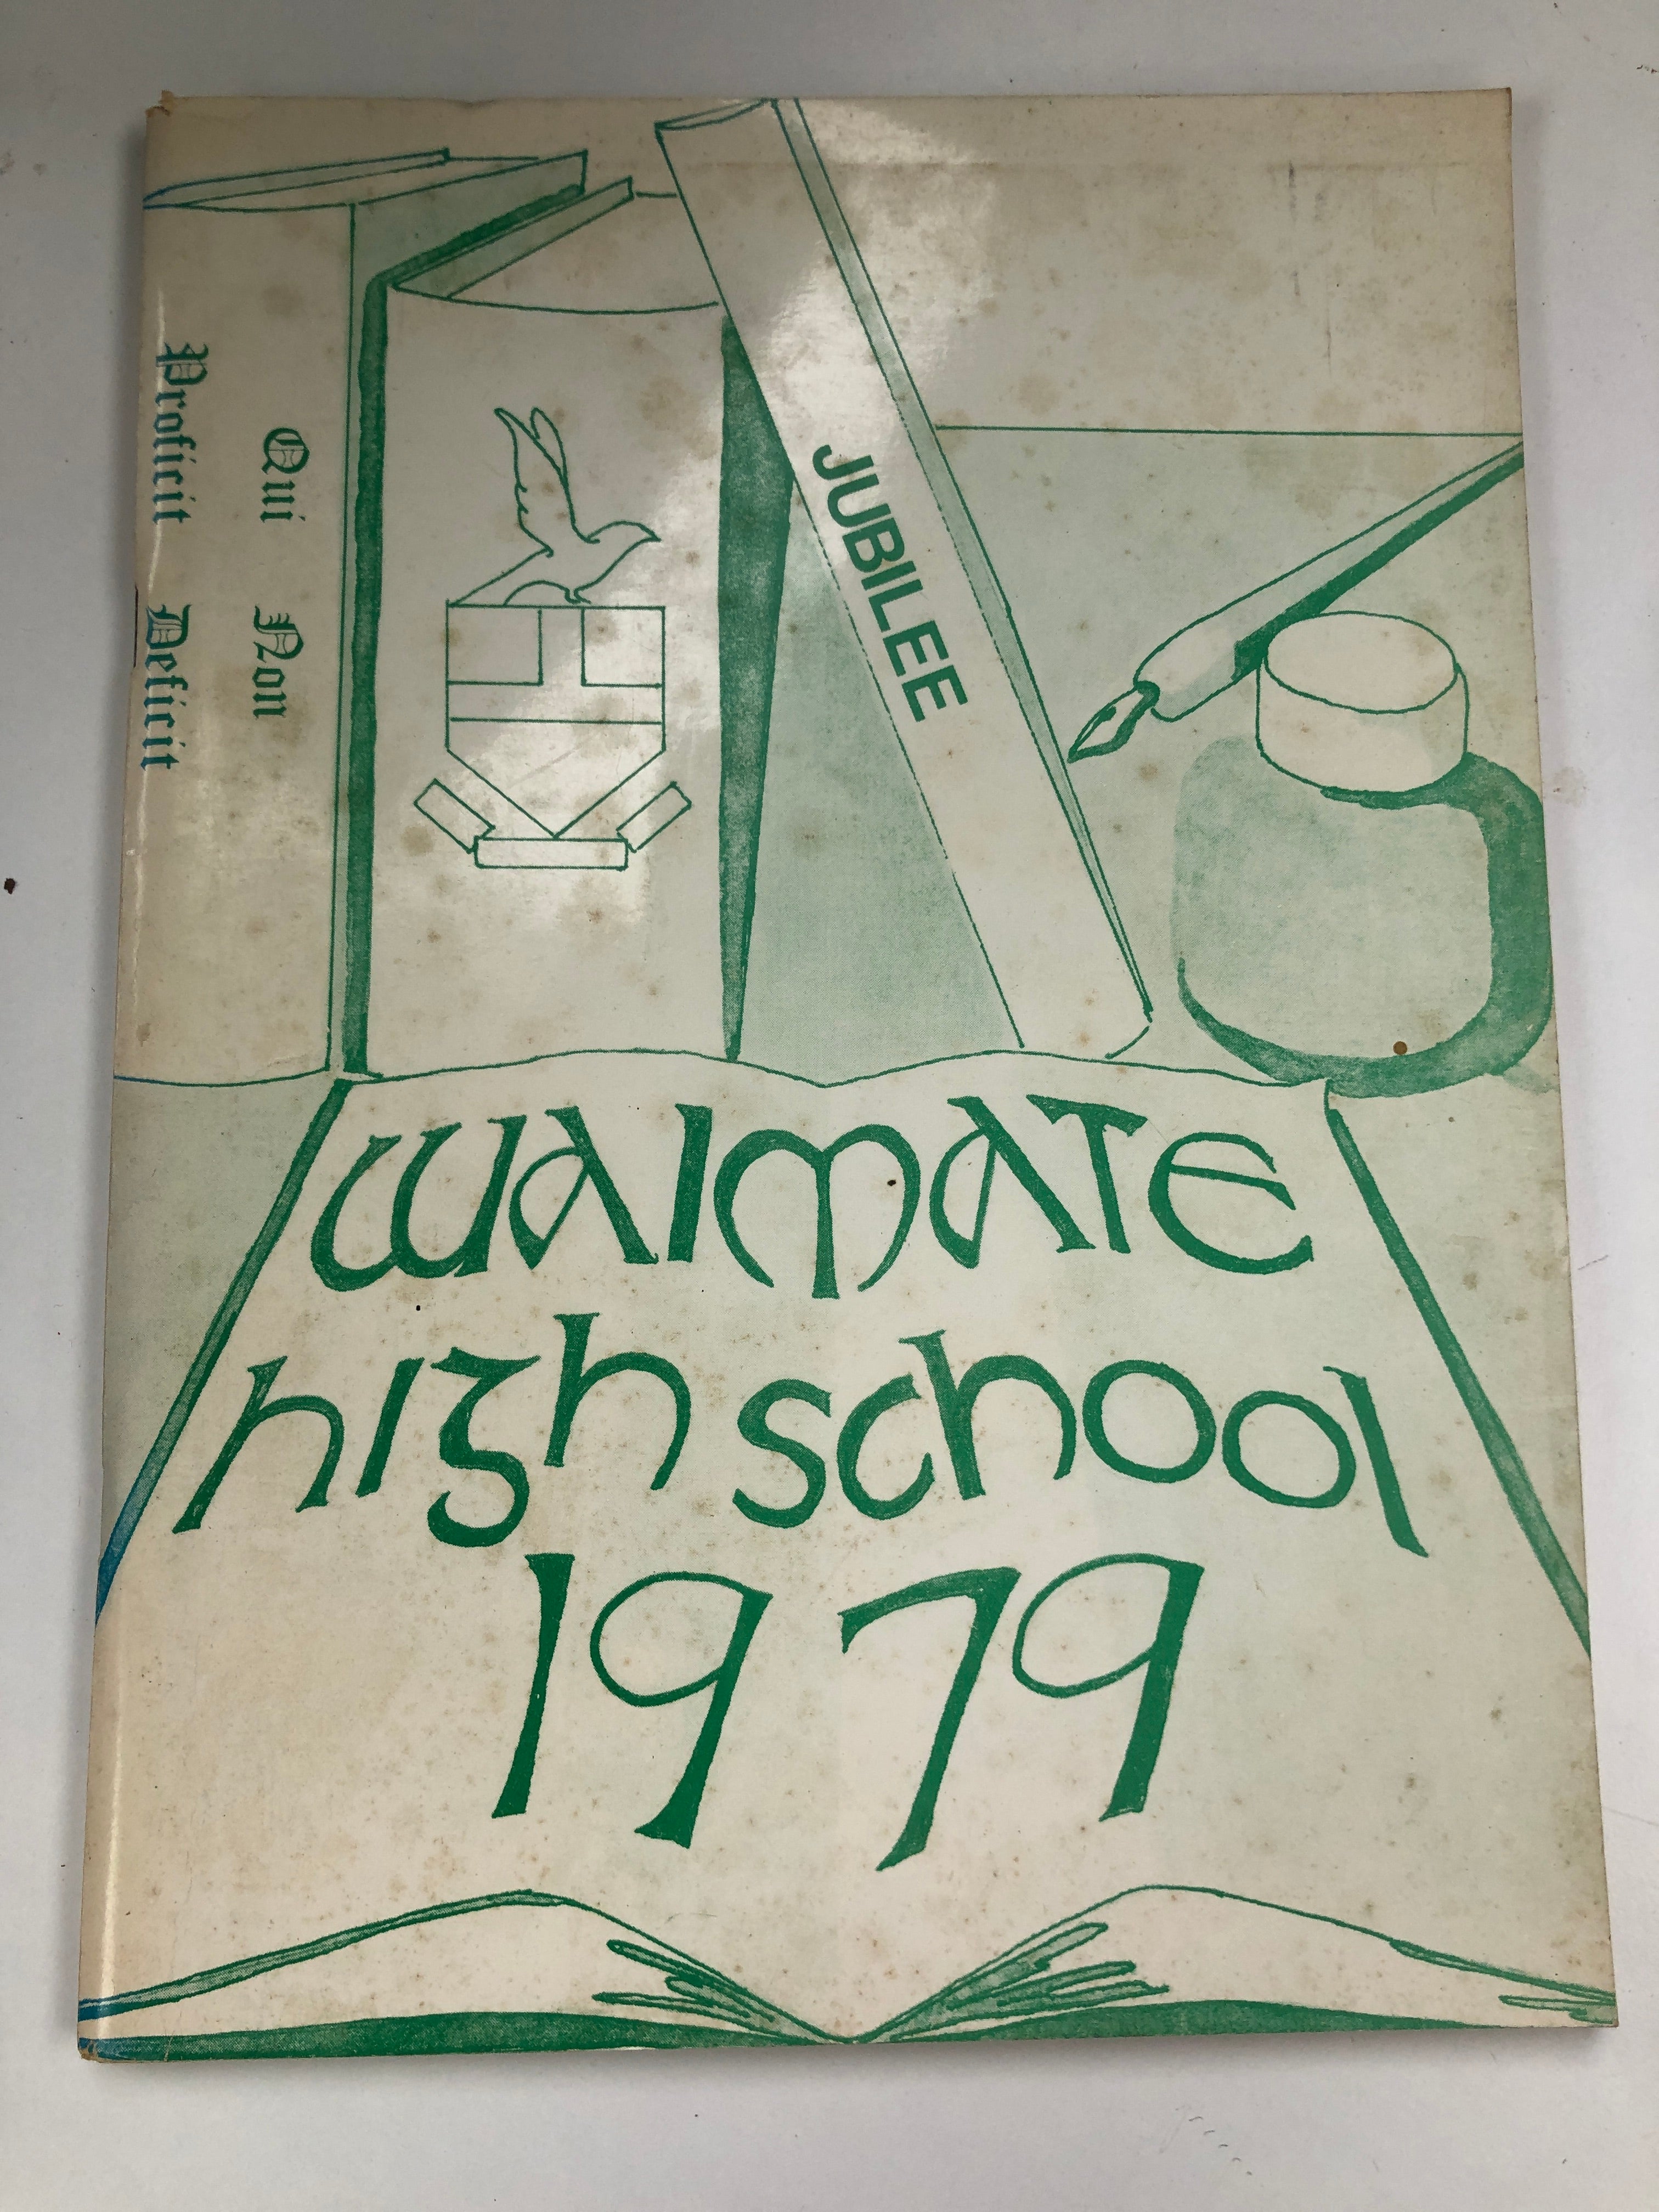 Qui Non
Proficit Deficit
JUBILEE
WAIMATE
high school
1979